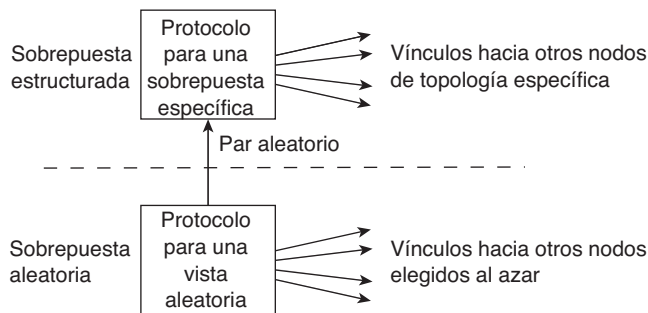 Sobrepuesta
estructurada
Protocolo
para una
sobrepuesta
específica
Vínculos hacia otros nodos
de topología específica
Par aleatorio
Sobrepuesta
aleatoria
Protocolo
para una
vista
aleatoria
Vínculos hacia otros nodos
elegidos al azar